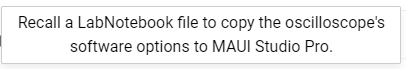 Recall a LabNotebook file to copy the oscilloscope's
software options to MAUI Studio Pro.